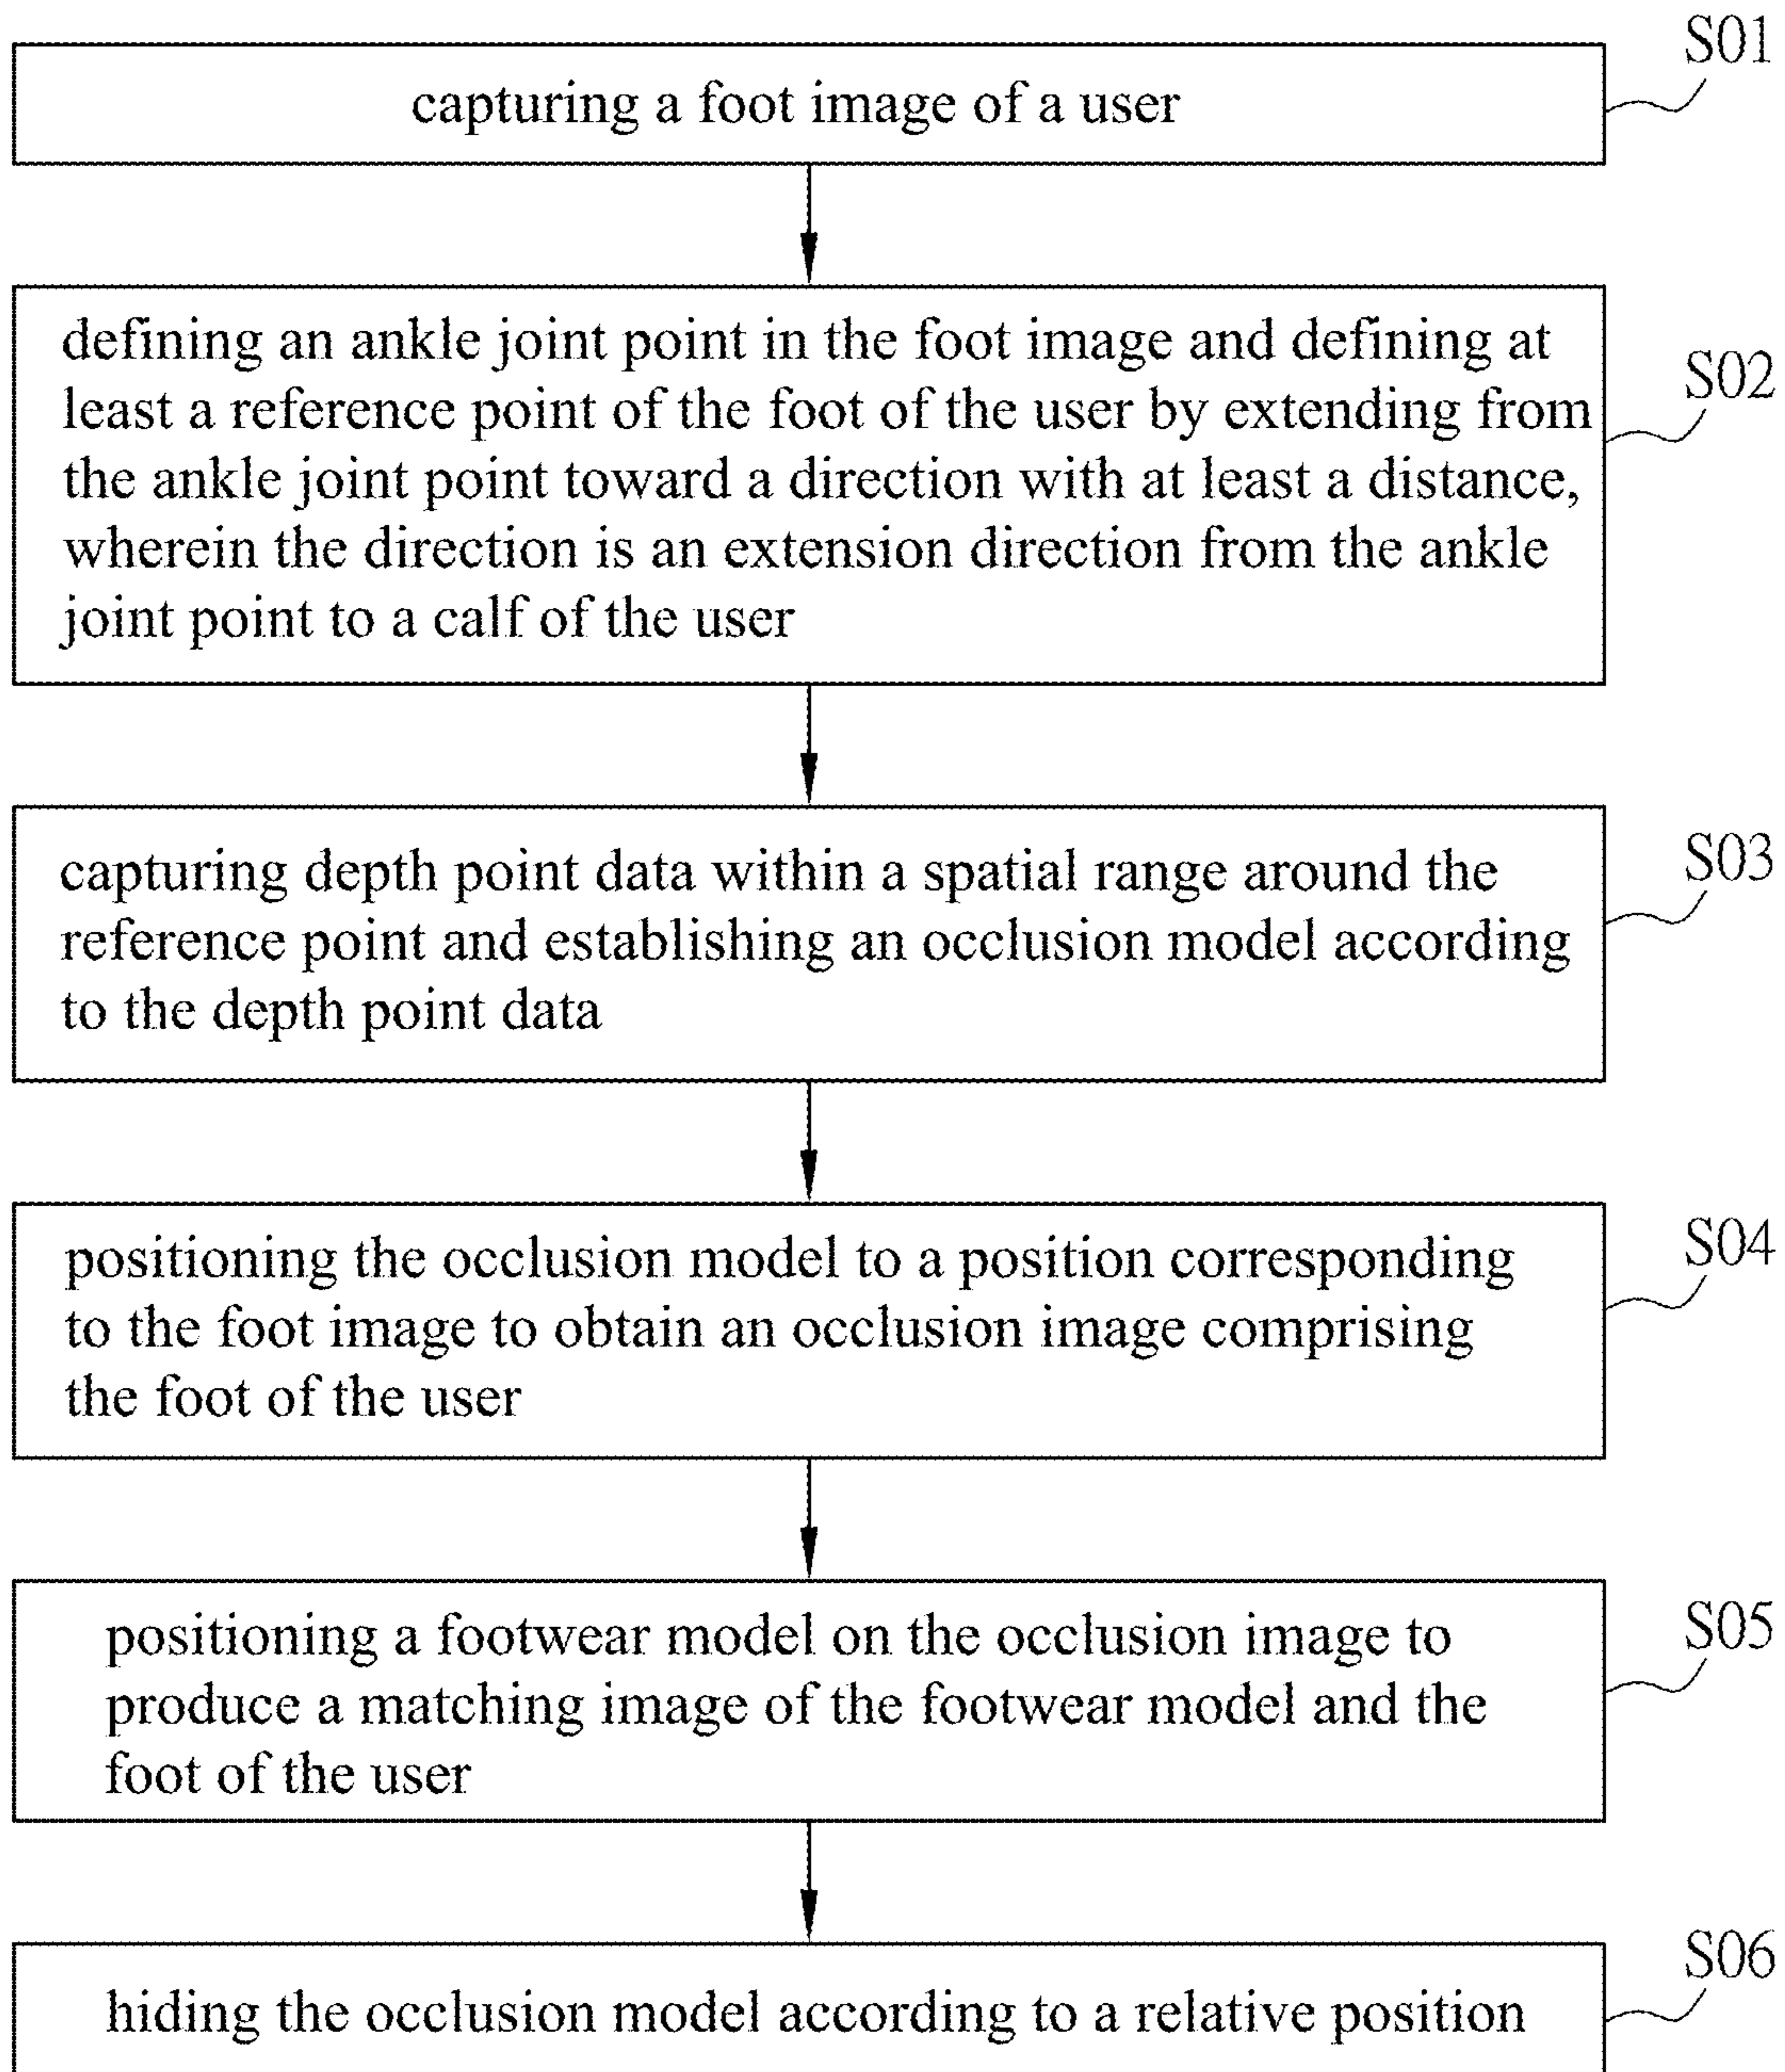 S01
capturing a foot image of a user
defining an ankle joint point in the foot image and defining at
least a reference point of the foot of the user by extending from
the ankle joint point toward a direction with at least a distance,
wherein the direction is an extension direction from the ankle
joint point to a calf of the user
S02
capturing depth point data within a spatial range around the
reference point and establishing an occlusion model according
to the depth point data
S03
positioning the occlusion model to a position corresponding
to the foot image to obtain an occlusion image comprising
the foot of the user
S04
positioning a footwear model on the occlusion image to
produce a matching image of the footwear model and the
foot of the user
S05
hiding the occlusion model according to a relative position
S06